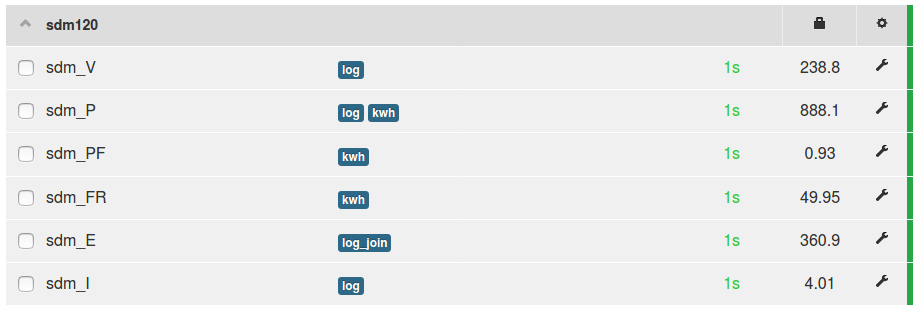 sdm120
sdm_V log 1s 238.8
sdm_P log kwh 1s 888.1
sdm_PF kwh 1s 0.93
sdm_FR kwh 1s 49.95
sdm_E log_join 1s 360.9
sdm_I log 1s 4.01